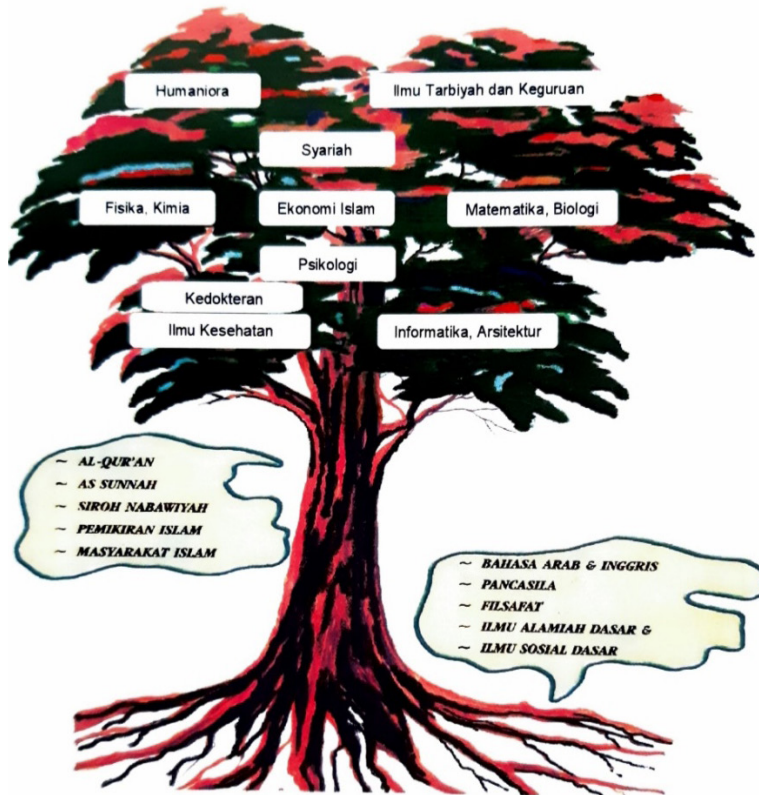 Humaniora
Ilmu Tarbiyah dan Keguruan
Syariah
Fisika, Kimia
Ekonomi Islam
Matematika, Biologi
Psikologi
Kedokteran
Ilmu Kesehatan
Informatika, Arsitektur
~ AL-QUR'AN
~ AS SUNNAH
~ SIROH NABAWIYAH
~ PEMIKIRAN ISLAM
~ MASYARAKAT ISLAM
~ BAHASA ARAB & INGGRIS
~ PANCASILA
~ FILSAFAT
~ ILMU ALAMIAH DASAR &
~ ILMU SOSIAL DASAR